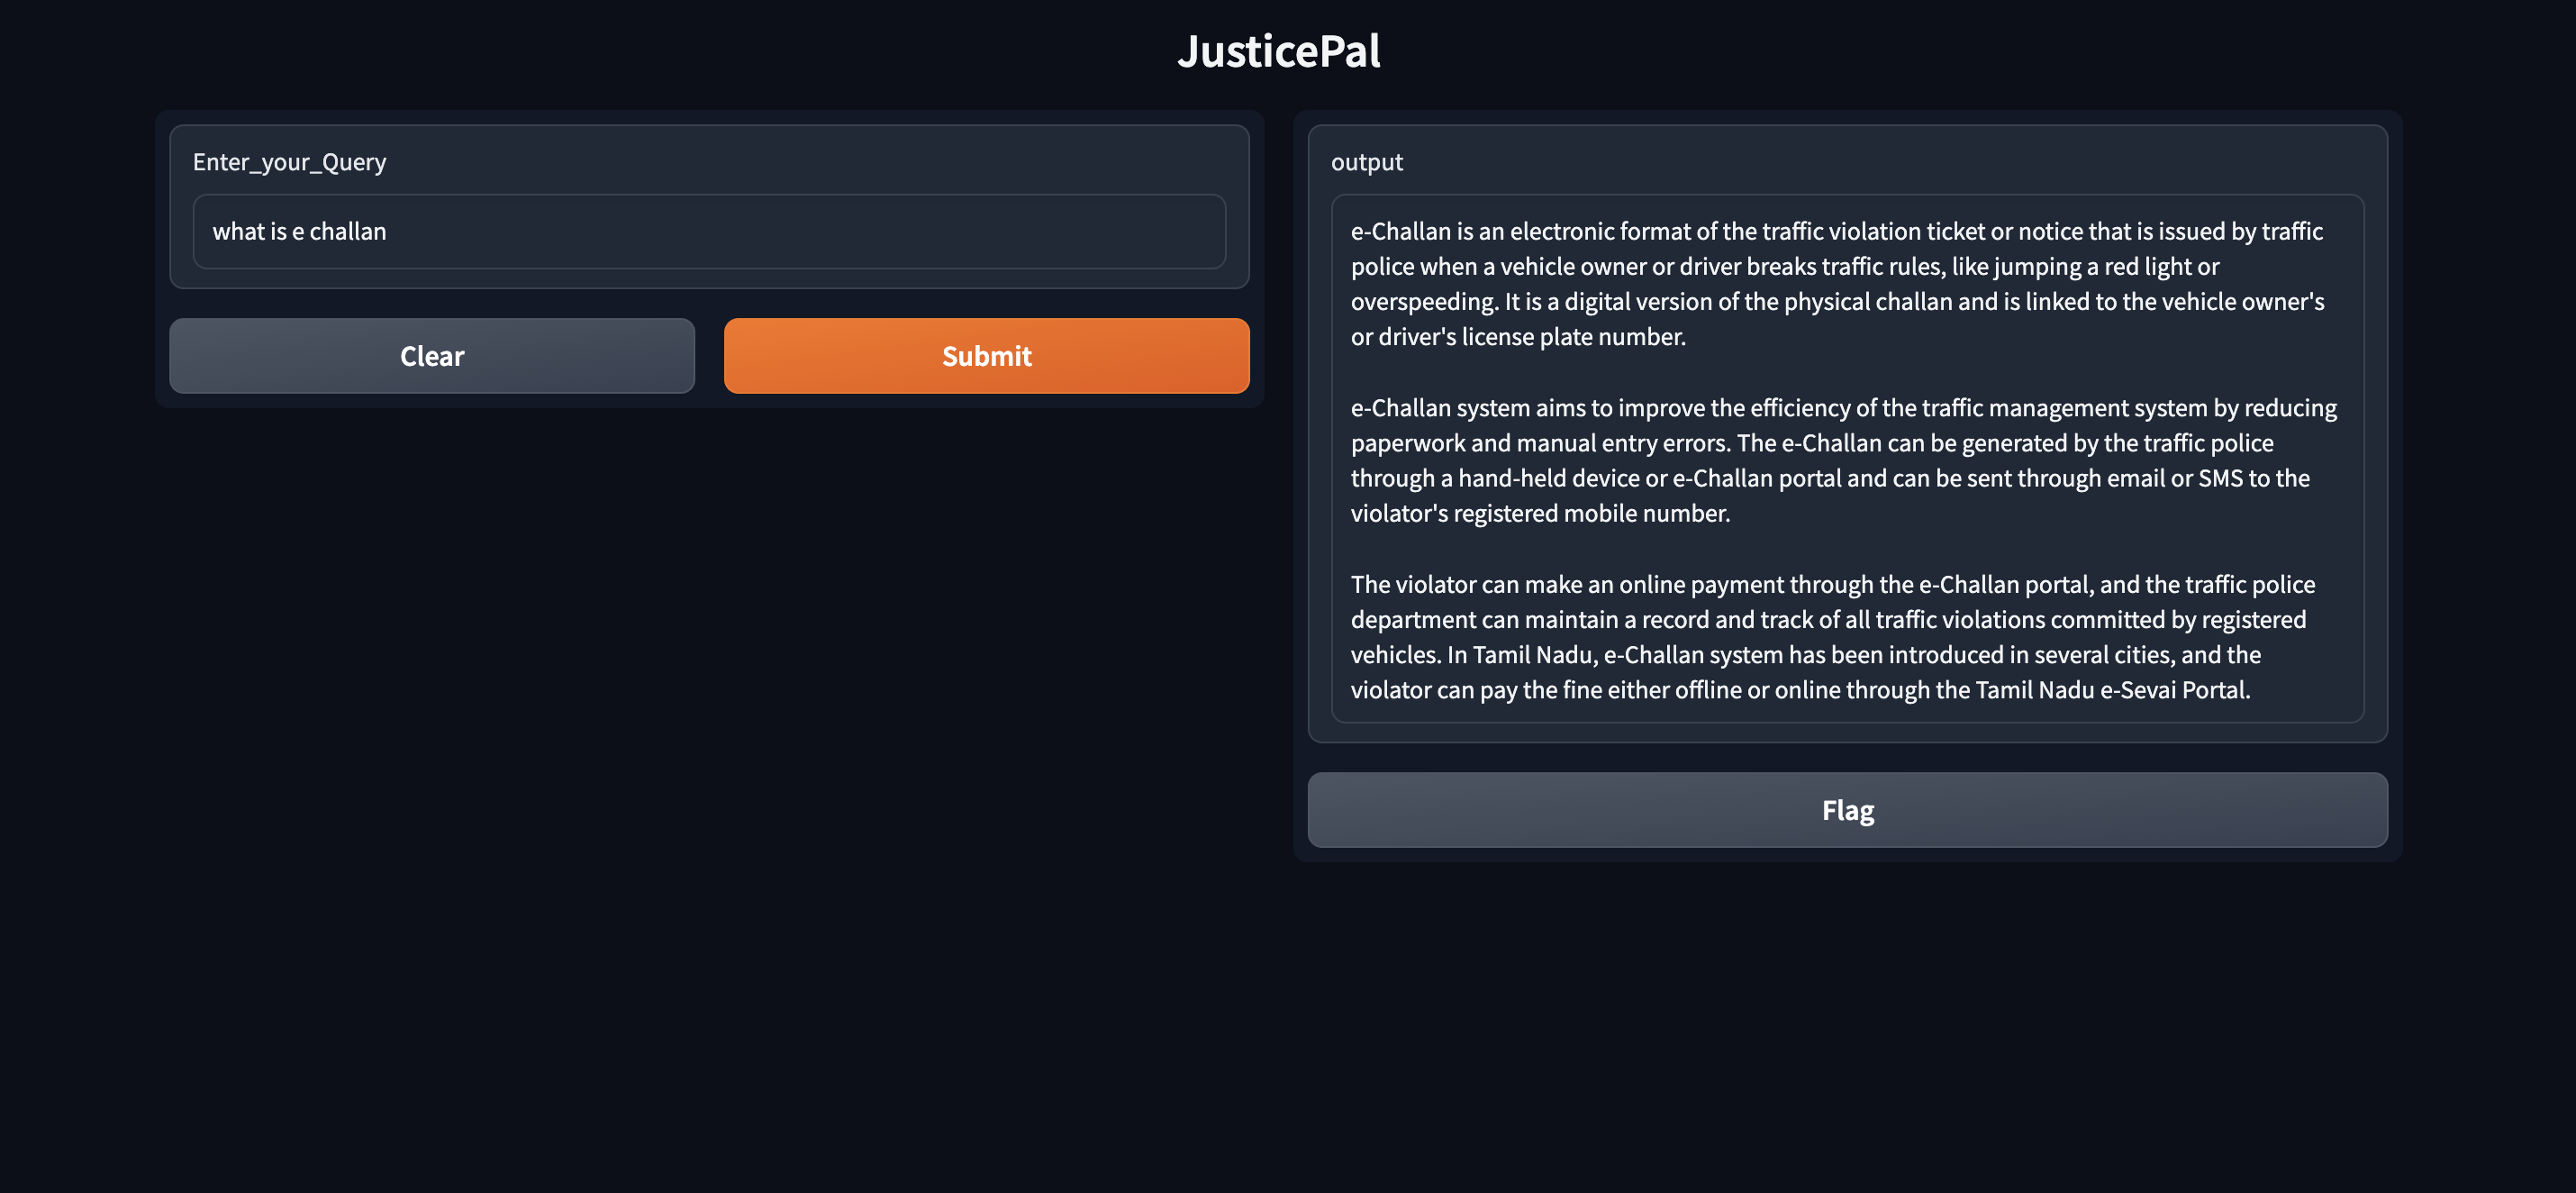 JusticePal
Enter_your_Query
what is e challan
Clear
Submit
output
e-Challan is an electronic format of the traffic violation ticket or notice that is issued by traffic
police when a vehicle owner or driver breaks traffic rules, like jumping a red light or
overspeeding. It is a digital version of the physical challan and is linked to the vehicle owner's
or driver's license plate number.
e-Challan system aims to improve the efficiency of the traffic management system by reducing
paperwork and manual entry errors. The e-Challan can be generated by the traffic police
through a hand-held device or e-Challan portal and can be sent through email or SMS to the
violator's registered mobile number.
The violator can make an online payment through the e-Challan portal, and the traffic police
department can maintain a record and track of all traffic violations committed by registered
vehicles. In Tamil Nadu, e-Challan system has been introduced in several cities, and the
violator can pay the fine either offline or online through the Tamil Nadu e-Sevai Portal.
Flag